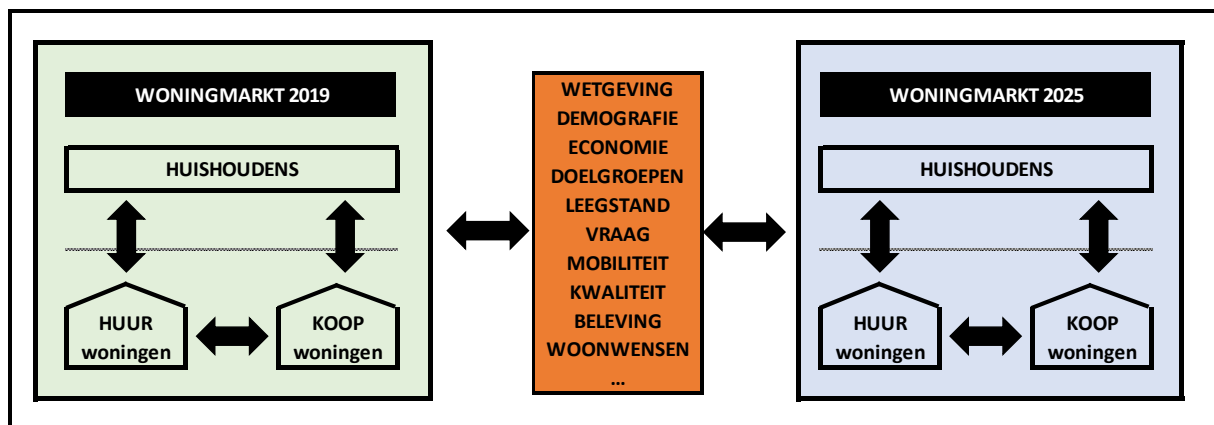 WONINGMARKT 2019
HUISHOUDENS
HUUR
woningen
KOOP
woningen
WETGEVING
DEMOGRAFIE
ECONOMIE
DOELGROEPEN
LEEGSTAND
VRAAG
MOBILITEIT
KWALITEIT
BELEVING
WOONWENSEN
...
WONINGMARKT 2025
HUISHOUDENS
HUUR
woningen
KOOP
woningen